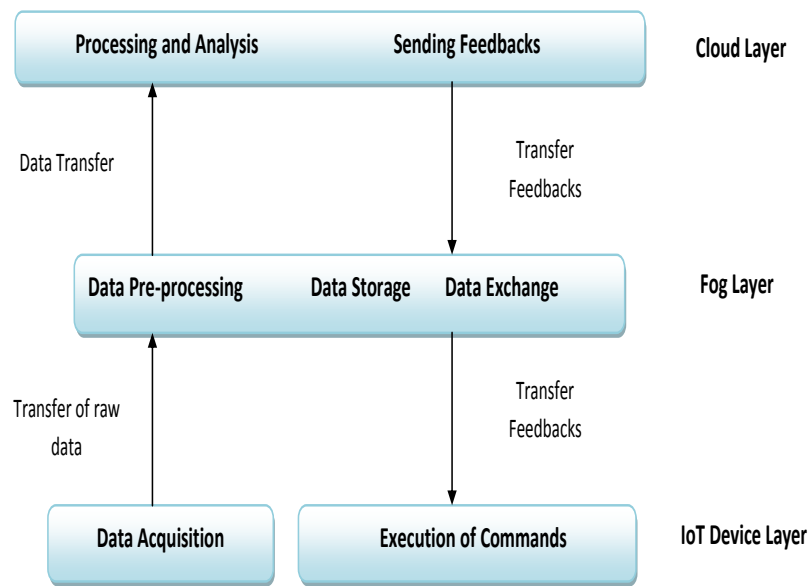 Processing and Analysis
Sending Feedbacks
Cloud Layer
Data Transfer
Transfer
Feedbacks
Data Pre-processing
Data Storage
Data Exchange
Fog Layer
Transfer of raw
data
Transfer
Feedbacks
Data Acquisition
Execution of Commands
IoT Device Layer